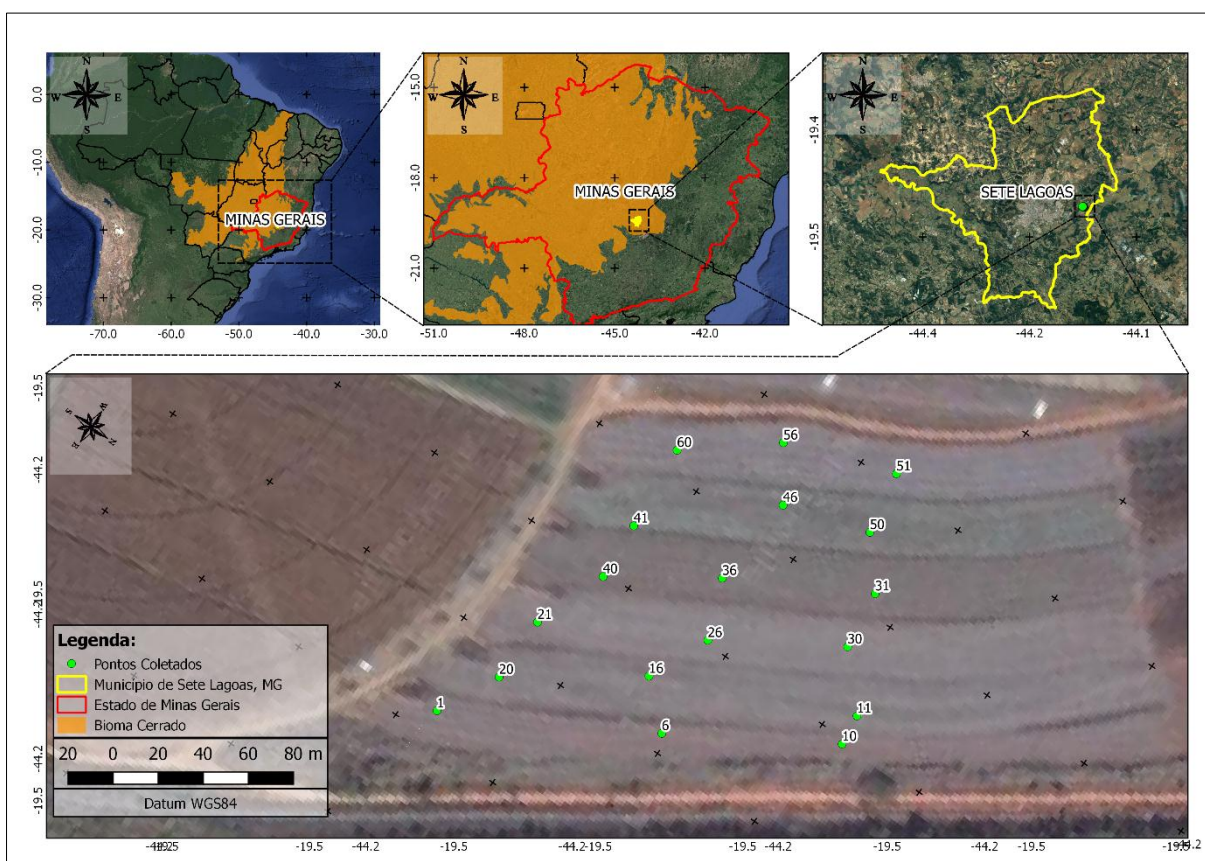 N
W E
S
0.0
-10.0
-20.0
-30.0
MINAS GERAIS
-70.0 -60.0 -50.0 -40.0 -30.0
N
W E
S
-15.0
-18.0
-21.0
MINAS GERAIS
-51.0 -48.0 -45.0 -42.0
N
W E
S
-19.4
-19.5
SETE LAGOAS
-44.4 -44.2 -44.1
-19.5
-44.2
-44.2
-19.5
-44.2
-19.5
W
S
N
E
60
56
51
46
41
50
40
36
31
21
26
30
20
16
1
11
6
10
Legenda:
Pontos Coletados
Município de Sete Lagoas, MG
Estado de Minas Gerais
Bioma Cerrado
20 0 20 40 60 80 m
Datum WGS84
-19.5 -44.2 -19.5 -44.2 -19.5 -19.5 -44.2 -19.5 -44.2